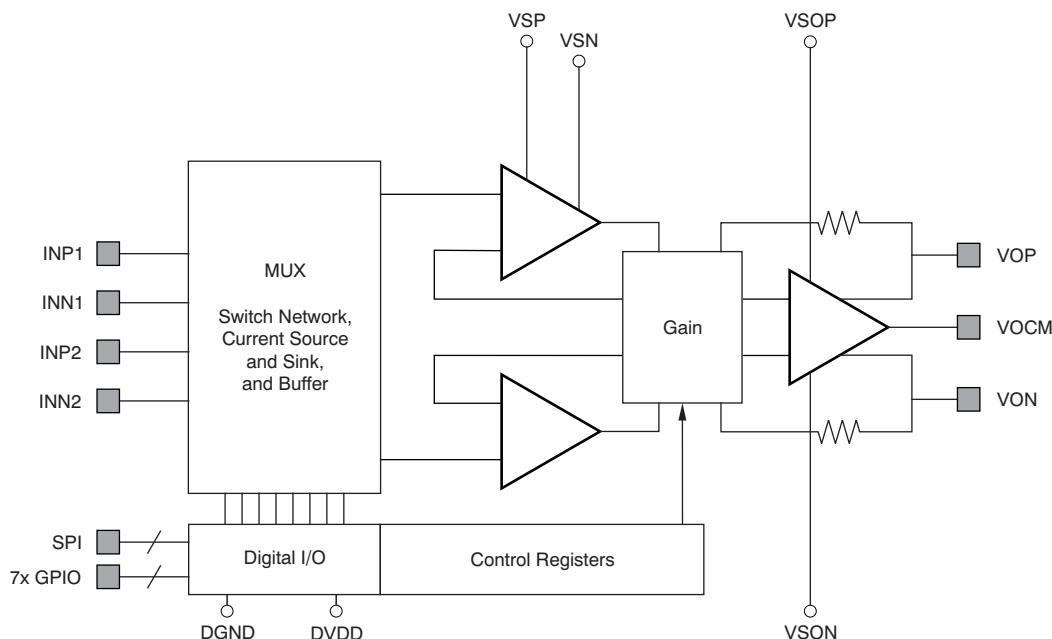 VSP
VSN
VSOP
INP1
INN1
INP2
INN2
MUX
Switch Network,
Current Source
and Sink,
and Buffer
Gain
VOP
VOCM
VON
SPI
7x GPIO
Digital I/O
Control Registers
DGND
DVDD
VSON